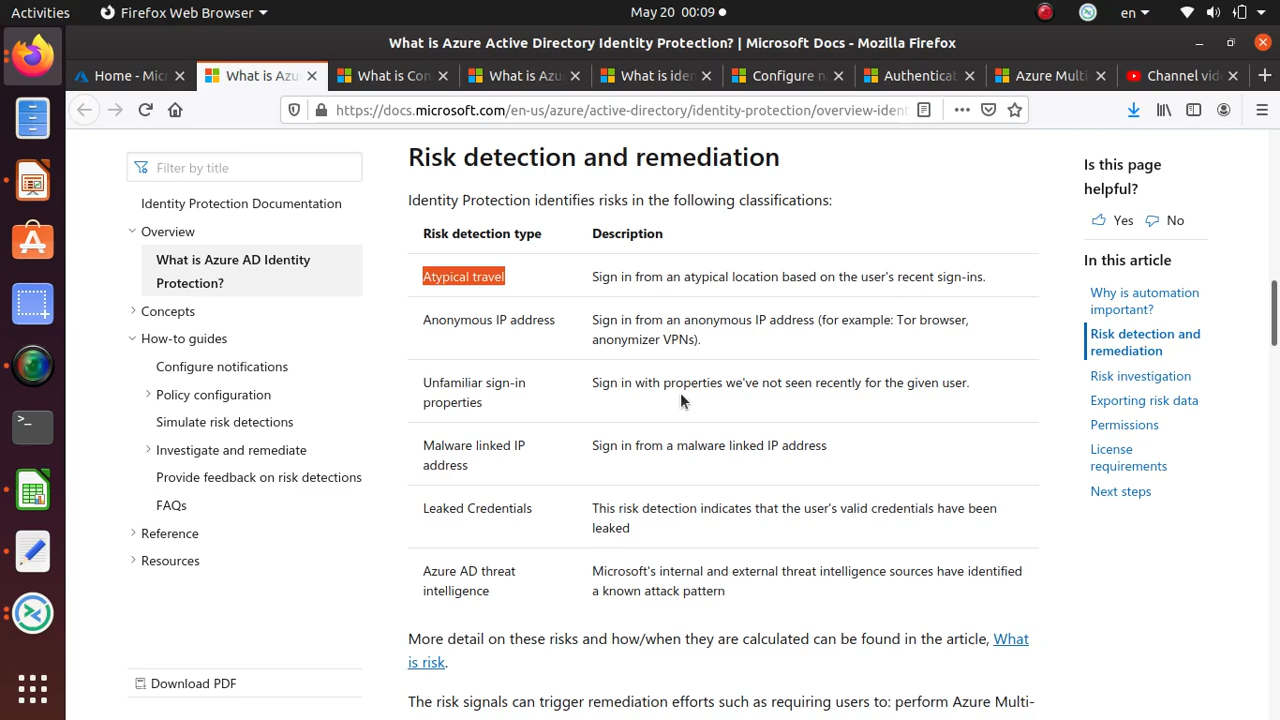 Activities
Firefox Web Browser
May 20 00:09
en
What is Azure Active Directory Identity Protection? | Microsoft Docs - Mozilla Firefox
Home - Micr
What is Azu
What is Con
What is Azu
What is iden
Configure n
Authenticat
Azure Multi
Channel vid
https://docs.microsoft.com/en-us/azure/active-directory/identity-protection/overview-iden
Filter by title
Identity Protection Documentation
Overview
What is Azure AD Identity
Protection?
Concepts
How-to guides
Configure notifications
Policy configuration
Simulate risk detections
Investigate and remediate
Provide feedback on risk detections
FAQs
Reference
Resources
Download PDF
Risk detection and remediation
Identity Protection identifies risks in the following classifications:
Risk detection type
Description
Atypical travel
Sign in from an atypical location based on the user's recent sign-ins.
Anonymous IP address
Sign in from an anonymous IP address (for example: Tor browser,
anonymizer VPNs).
Unfamiliar sign-in
properties
Sign in with properties we've not seen recently for the given user.
Malware linked IP
address
Sign in from a malware linked IP address
Leaked Credentials
This risk detection indicates that the user's valid credentials have been
leaked
Azure AD threat
intelligence
Microsoft's internal and external threat intelligence sources have identified
a known attack pattern
More detail on these risks and how/when they are calculated can be found in the article, What
is risk.
The risk signals can trigger remediation efforts such as requiring users to: perform Azure Multi-
Is this page
helpful?
Yes
No
In this article
Why is automation
important?
Risk detection and
remediation
Risk investigation
Exporting risk data
Permissions
License
requirements
Next steps